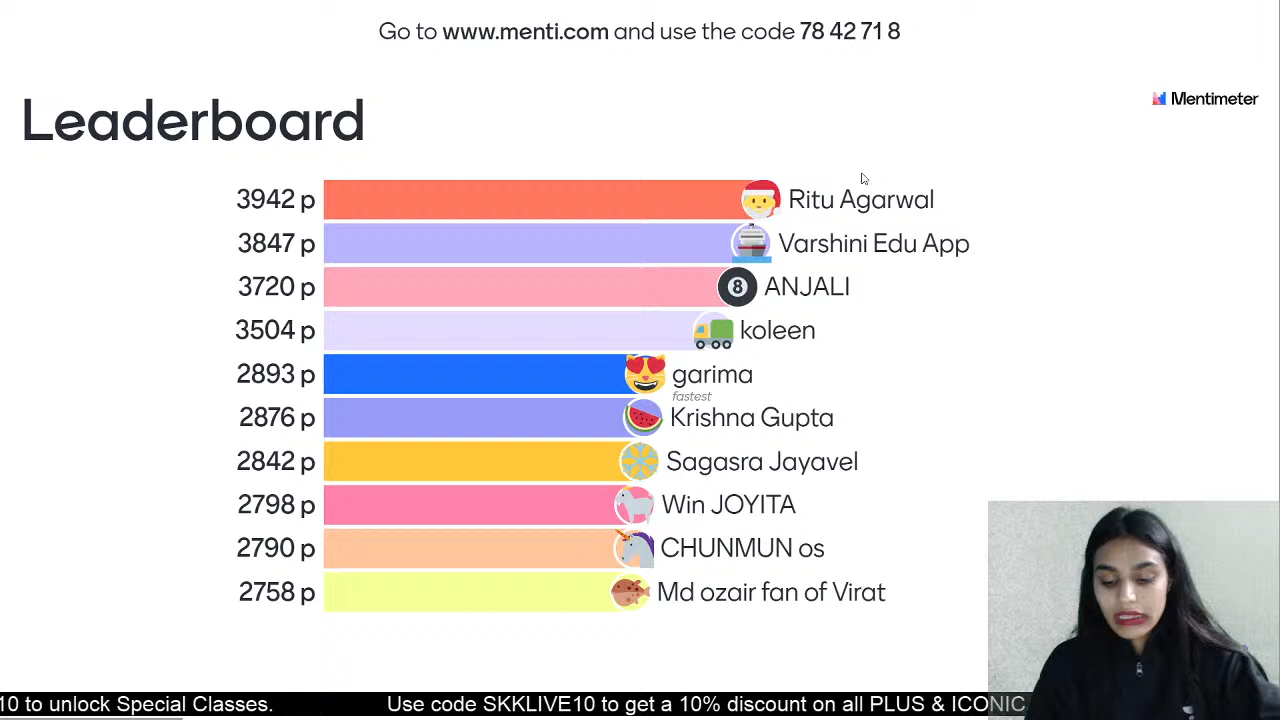 Go to www.menti.com and use the code 78 42 71 8
Mentimeter
Leaderboard
3942 p Ritu Agarwal
3847 p Varshini Edu App
3720 p 8 ANJALI
3504 p koleen
2893 p garima
fastest
2876 p Krishna Gupta
2842 p Sagasra Jayavel
2798 p Win JOYITA
2790 p CHUNMUN os
2758 p Md ozair fan of Virat
10 to unlock Special Classes. Use code SKKLIVE10 to get a 10% discount on all PLUS & ICONIC